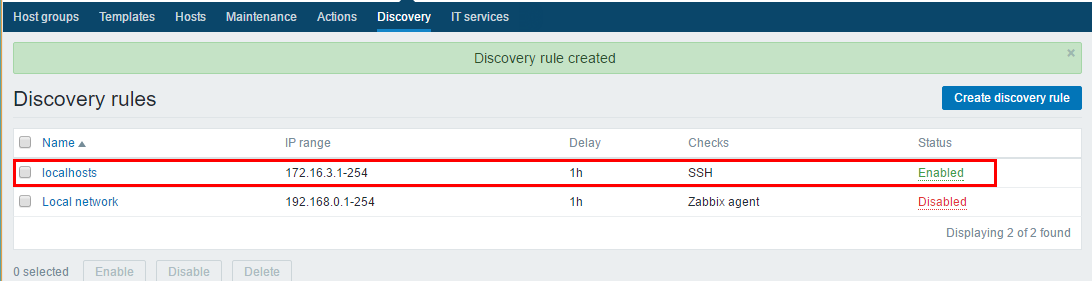 Host groups Templates Hosts Maintenance Actions Discovery IT services
Discovery rule created ×
Discovery rules Create discovery rule
Name ▲ IP range Delay Checks Status
localhosts 172.16.3.1-254 1h SSH Enabled
Local network 192.168.0.1-254 1h Zabbix agent Disabled
Displaying 2 of 2 found
0 selected Enable Disable Delete